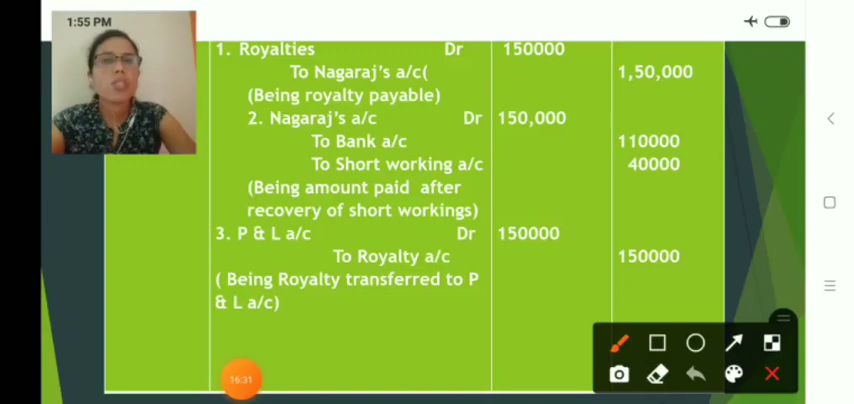 1:55 PM
1. Royalties Dr 150000
To Nagaraj's a/c( 1,50,000
(Being royalty payable)
2. Nagaraj's a/c Dr 150,000
To Bank a/c 110000
To Short working a/c 40000
(Being amount paid after
recovery of short workings)
3. P & L a/c Dr 150000
To Royalty a/c 150000
( Being Royalty transferred to P
& L a/c)
16:31